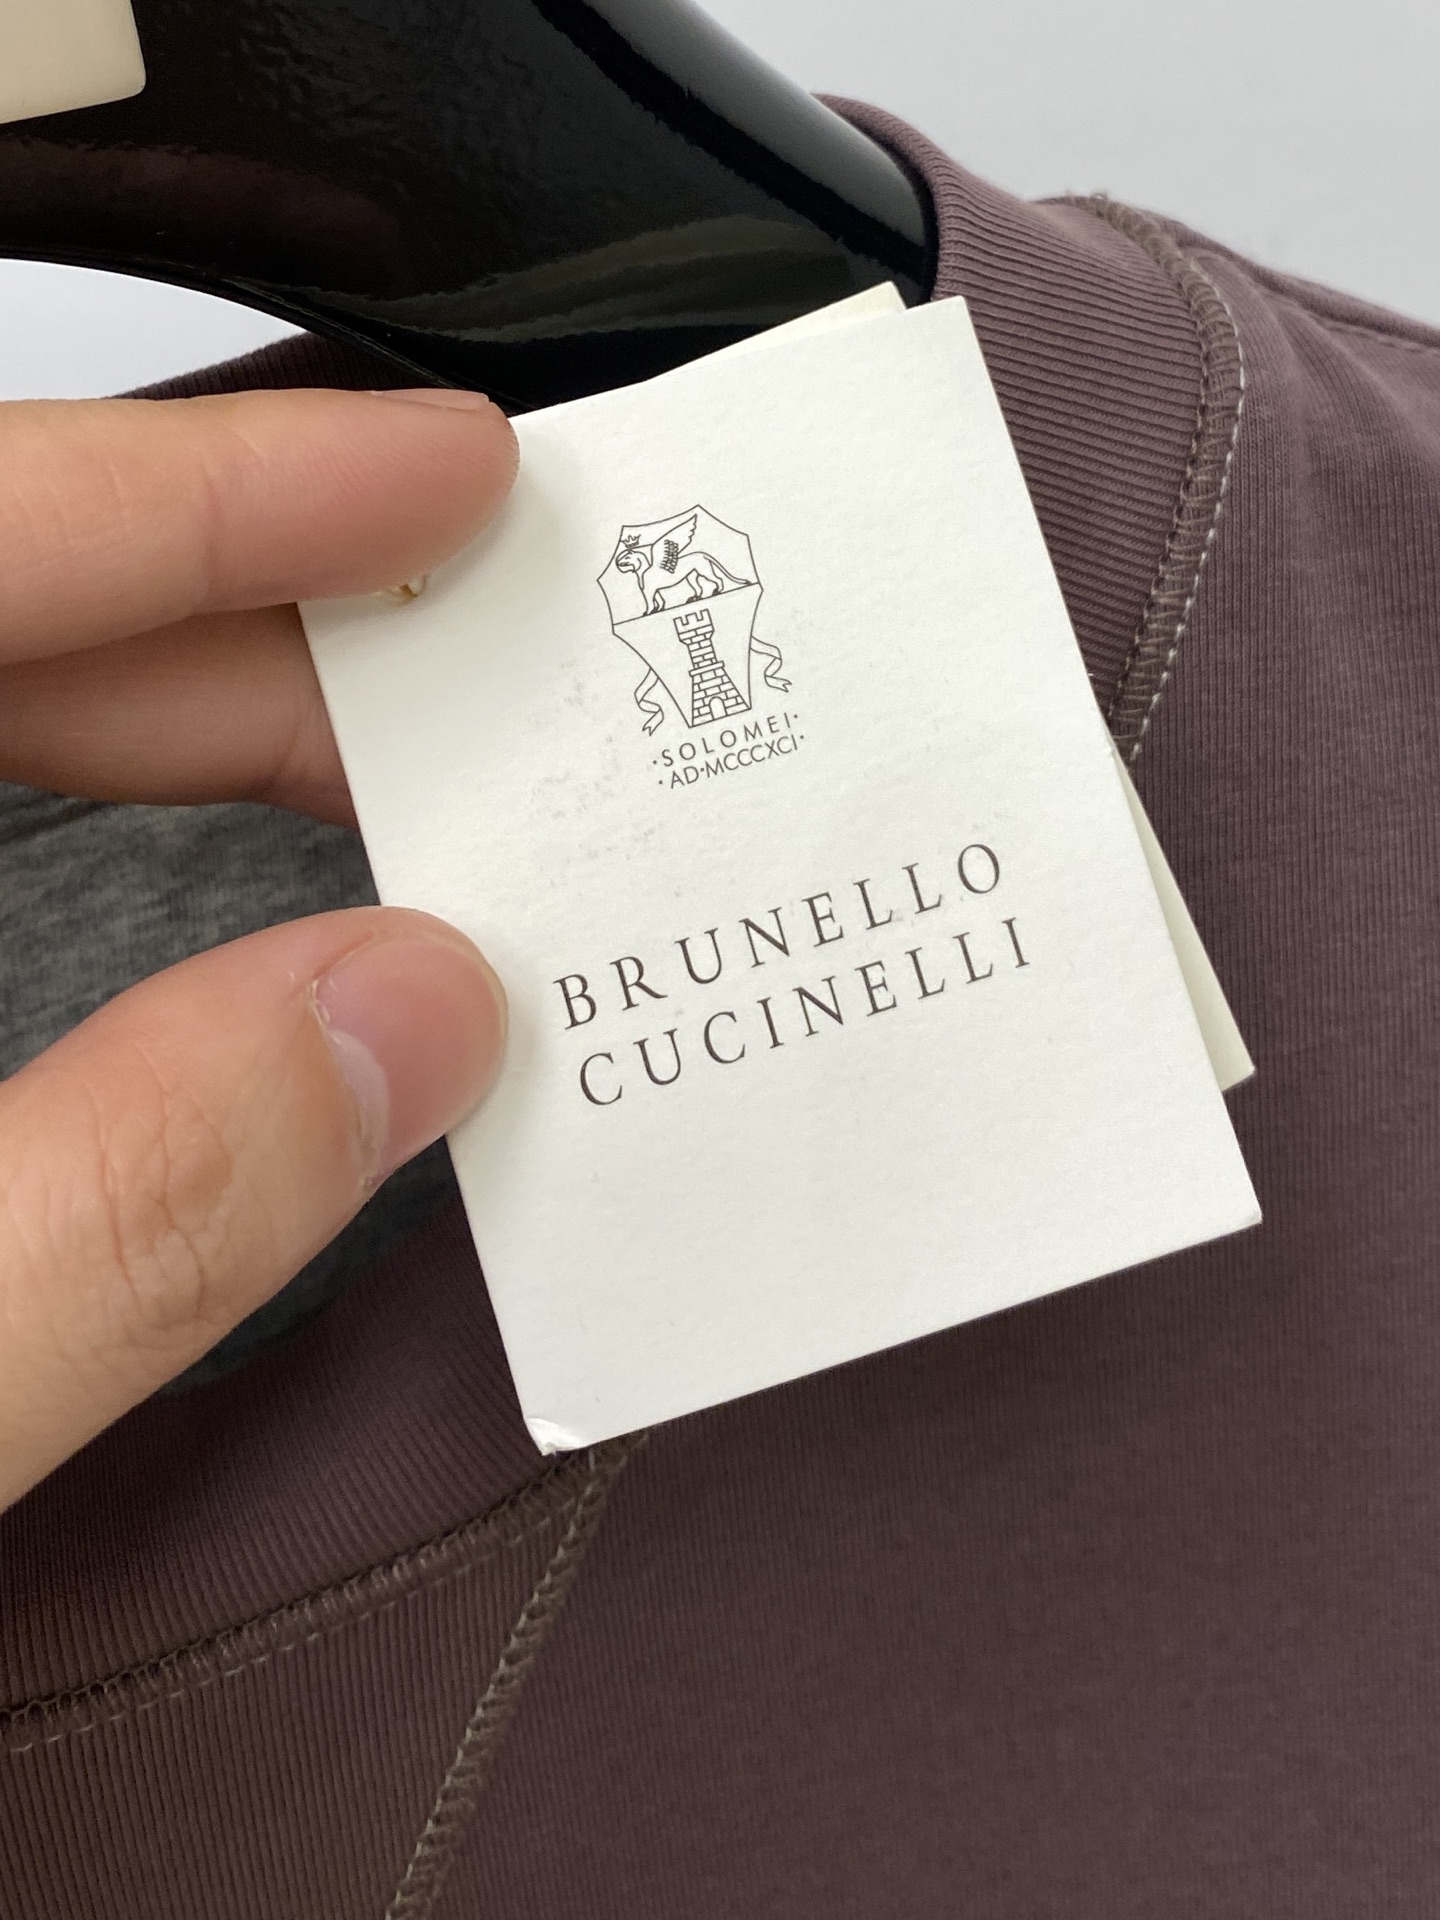 ·SOLOMEI·
·AD·MCCCXCI·
BRUNELLO
CUCINELLI